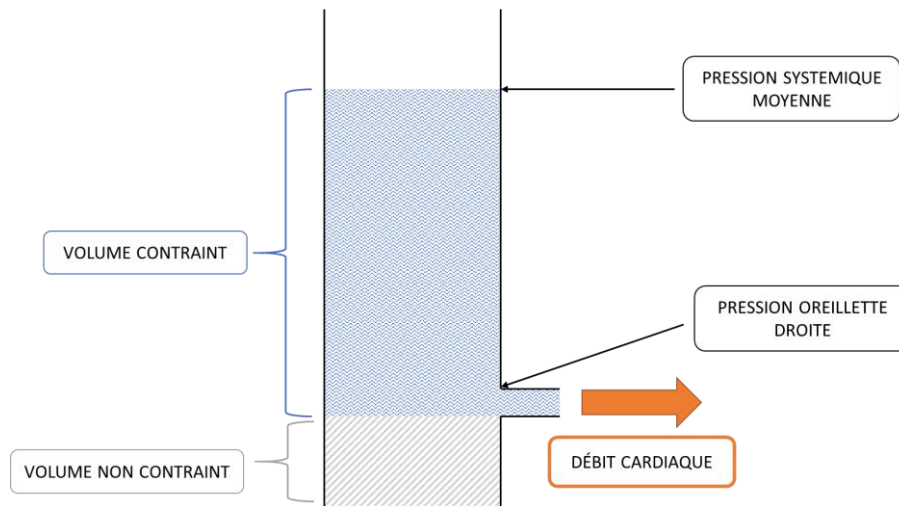 PRESSION SYSTEMIQUE
MOYENNE
VOLUME CONTRAINT
PRESSION OREILLETTE
DROITE
VOLUME NON CONTRAINT
DÉBIT CARDIAQUE